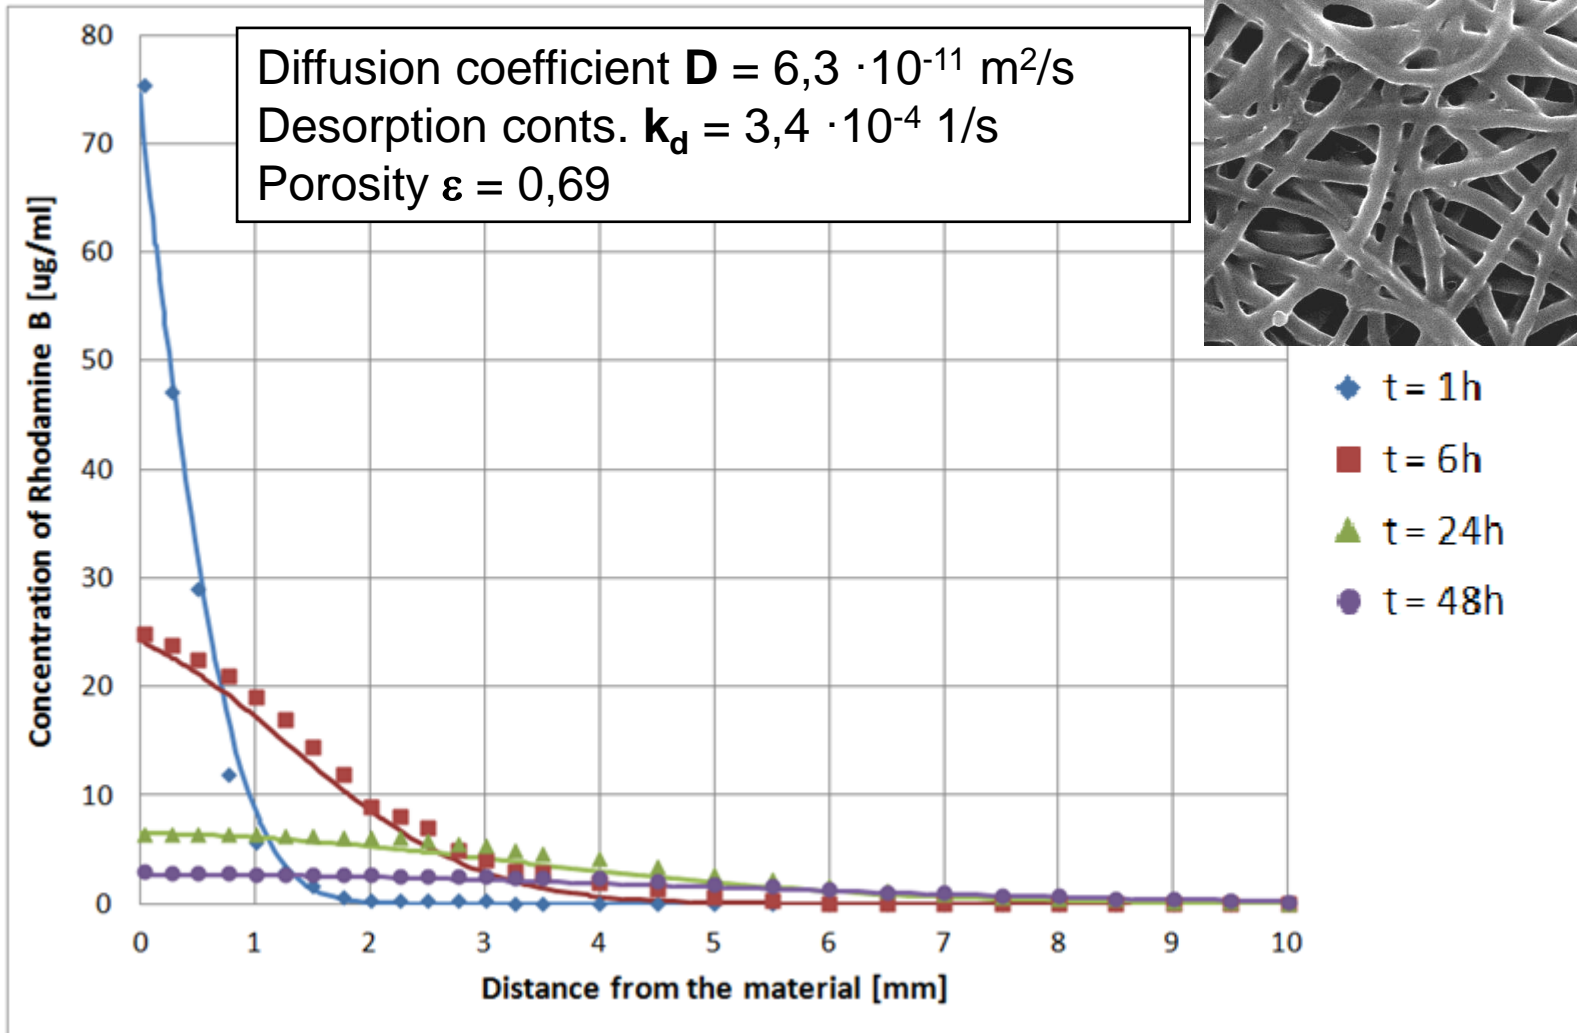 Diffusion coefficient D = 6,3 ·10⁻¹¹ m²/s
Desorption conts. k_d = 3,4 ·10⁻⁴ 1/s
Porosity ε = 0,69
Concentration of Rhodamine B [ug/ml]
80
70
60
50
40
30
20
10
0
0 1 2 3 4 5 6 7 8 9 10
Distance from the material [mm]
t = 1h
t = 6h
t = 24h
t = 48h